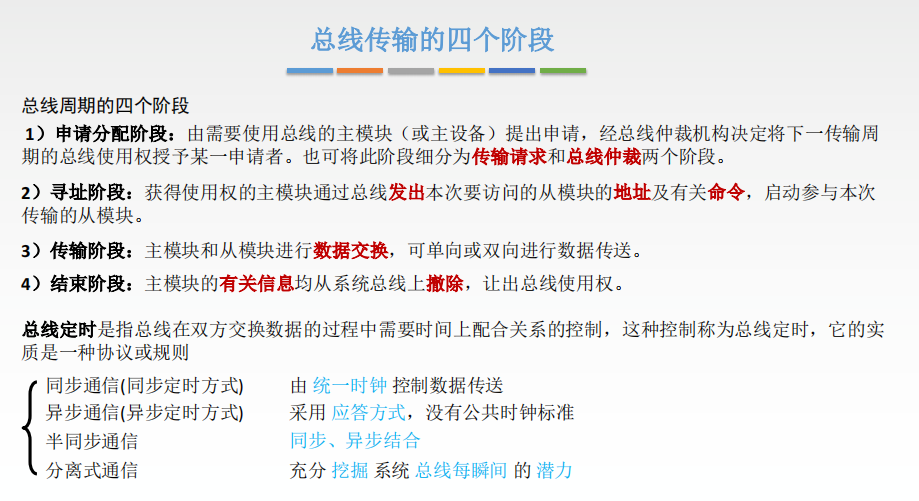 总线传输的四个阶段
总线周期的四个阶段
1）申请分配阶段：由需要使用总线的主模块（或主设备）提出申请，经总线仲裁机构决定将下一传输周
期的总线使用权授予某一申请者。也可将此阶段细分为传输请求和总线仲裁两个阶段。
2）寻址阶段：获得使用权的主模块通过总线发出本次要访问的从模块的地址及有关命令，启动参与本次
传输的从模块。
3）传输阶段：主模块和从模块进行数据交换，可单向或双向进行数据传送。
4）结束阶段：主模块的有关信息均从系统总线上撤除，让出总线使用权。
总线定时是指总线在双方交换数据的过程中需要时间上配合关系的控制，这种控制称为总线定时，它的实
质是一种协议或规则
同步通信(同步定时方式) 由 统一时钟 控制数据传送
异步通信(异步定时方式) 采用 应答方式，没有公共时钟标准
半同步通信 同步、异步结合
分离式通信 充分 挖掘 系统 总线每瞬间 的 潜力